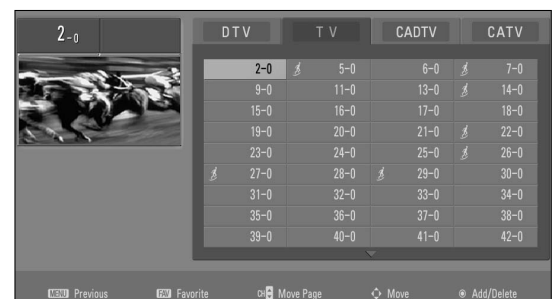 2-0
DTV TV CADTV CATV
2-0 5-0 6-0 7-0
9-0 11-0 13-0 14-0
15-0 16-0 17-0 18-0
19-0 20-0 21-0 22-0
23-0 24-0 25-0 26-0
27-0 28-0 29-0 30-0
31-0 32-0 33-0 34-0
35-0 36-0 37-0 38-0
39-0 40-0 41-0 42-0
MENU Previous FAV Favorite CH Move Page Move Add/Delete